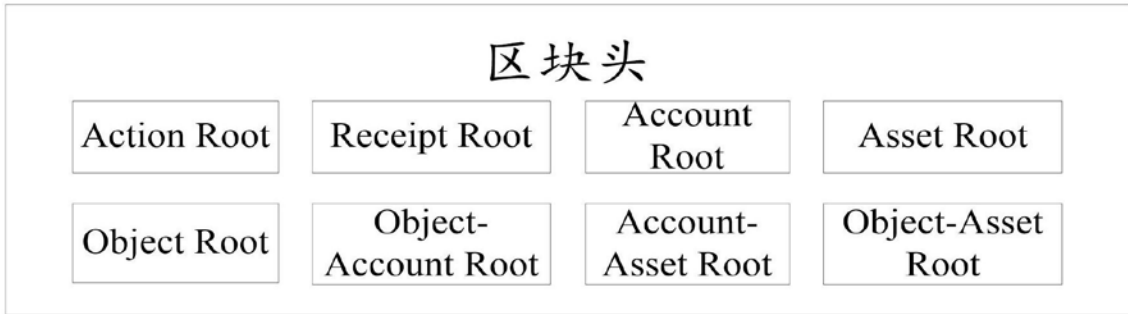 区块头
Action Root
Receipt Root
Account
Root
Asset Root
Object Root
Object-
Account Root
Account-
Asset Root
Object-Asset
Root